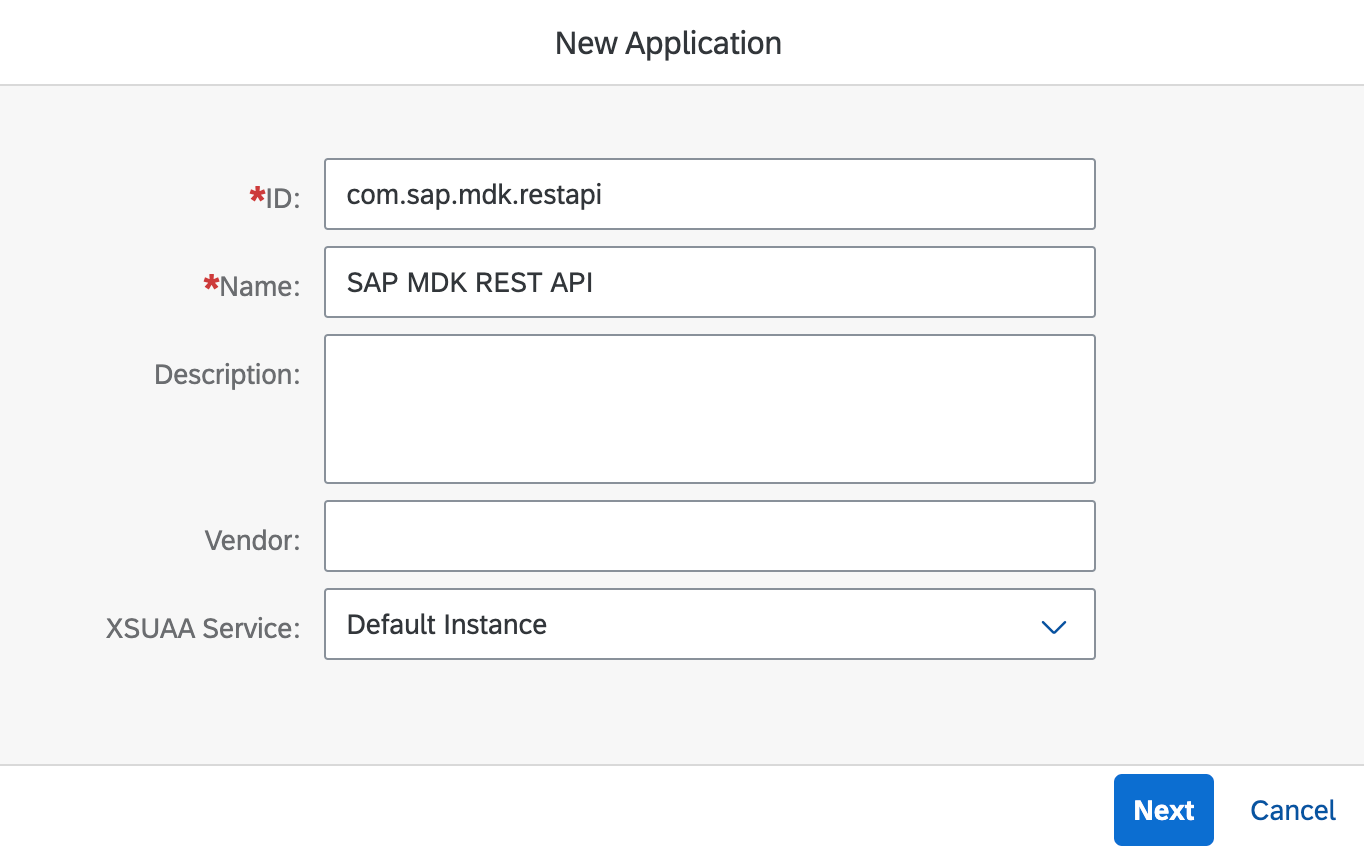 New Application
*ID: com.sap.mdk.restapi
*Name: SAP MDK REST API
Description:
Vendor:
XSUAA Service: Default Instance
Next Cancel